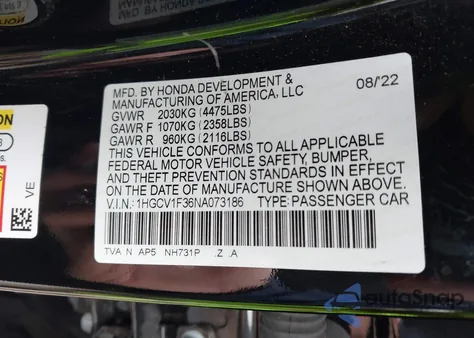 MFD. BY HONDA DEVELOPMENT &
MANUFACTURING OF AMERICA, LLC
08/22
GVWR 2030KG (4475LBS)
GAWR F 1070KG (2358LBS)
GAWR R 960KG (2116LBS)
THIS VEHICLE CONFORMS TO ALL APPLICABLE
FEDERAL MOTOR VEHICLE SAFETY, BUMPER,
AND THEFT PREVENTION STANDARDS IN EFFECT ON
THE DATE OF MANUFACTURE SHOWN ABOVE.
V.I.N.: 1HGCV1F36NA073186 TYPE: PASSENGER CAR
TVA N AP5 NH731P .Z .A
VE
AutoSnap